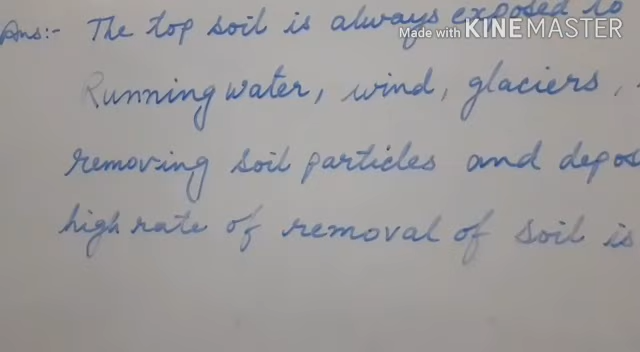 Ans:- The top soil is always exposed to
Made with KINEMASTER
Running water, wind, glaciers,
removing soil particles and depos
high rate of removal of soil is